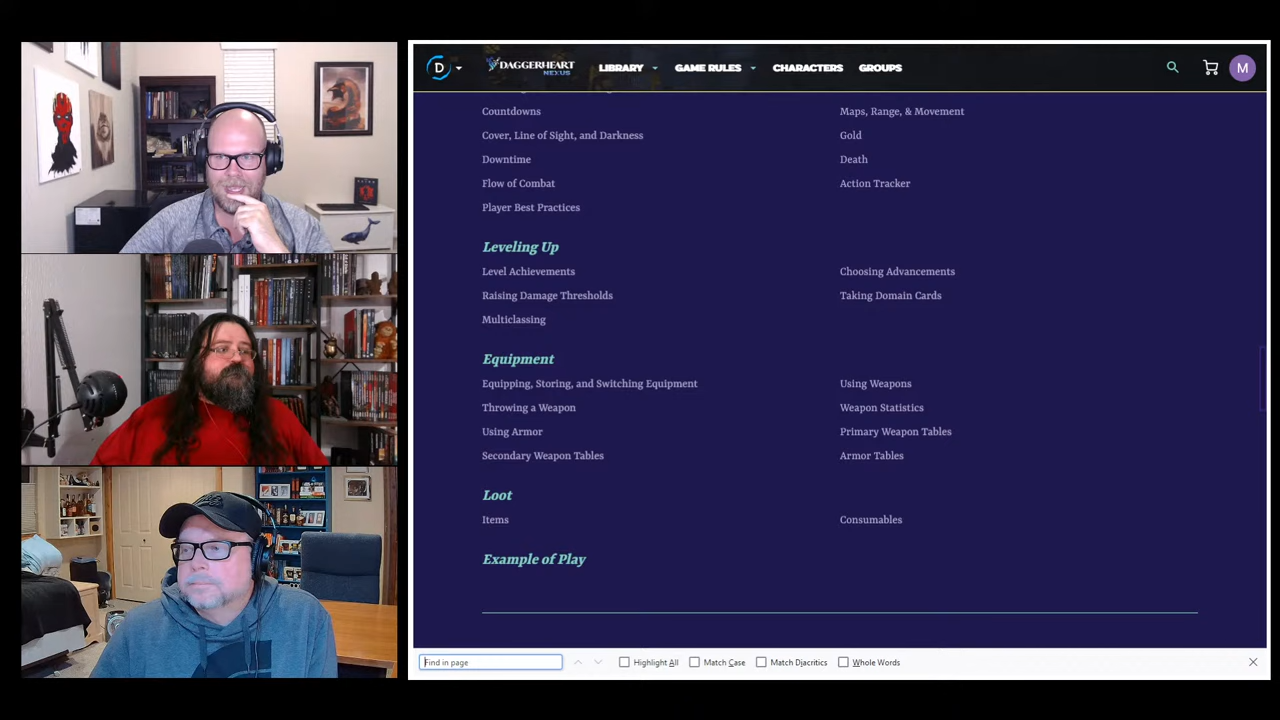 D
DAGGERHEART
NEXUS
LIBRARY
GAME RULES
CHARACTERS
GROUPS
M
Countdowns
Maps, Range, & Movement
Cover, Line of Sight, and Darkness
Gold
Downtime
Death
Flow of Combat
Action Tracker
Player Best Practices
Leveling Up
Level Achievements
Choosing Advancements
Raising Damage Thresholds
Taking Domain Cards
Multiclassing
Equipment
Equipping, Storing, and Switching Equipment
Using Weapons
Throwing a Weapon
Weapon Statistics
Using Armor
Primary Weapon Tables
Secondary Weapon Tables
Armor Tables
Loot
Items
Consumables
Example of Play
Find in page
Highlight All
Match Case
Match Diacritics
Whole Words